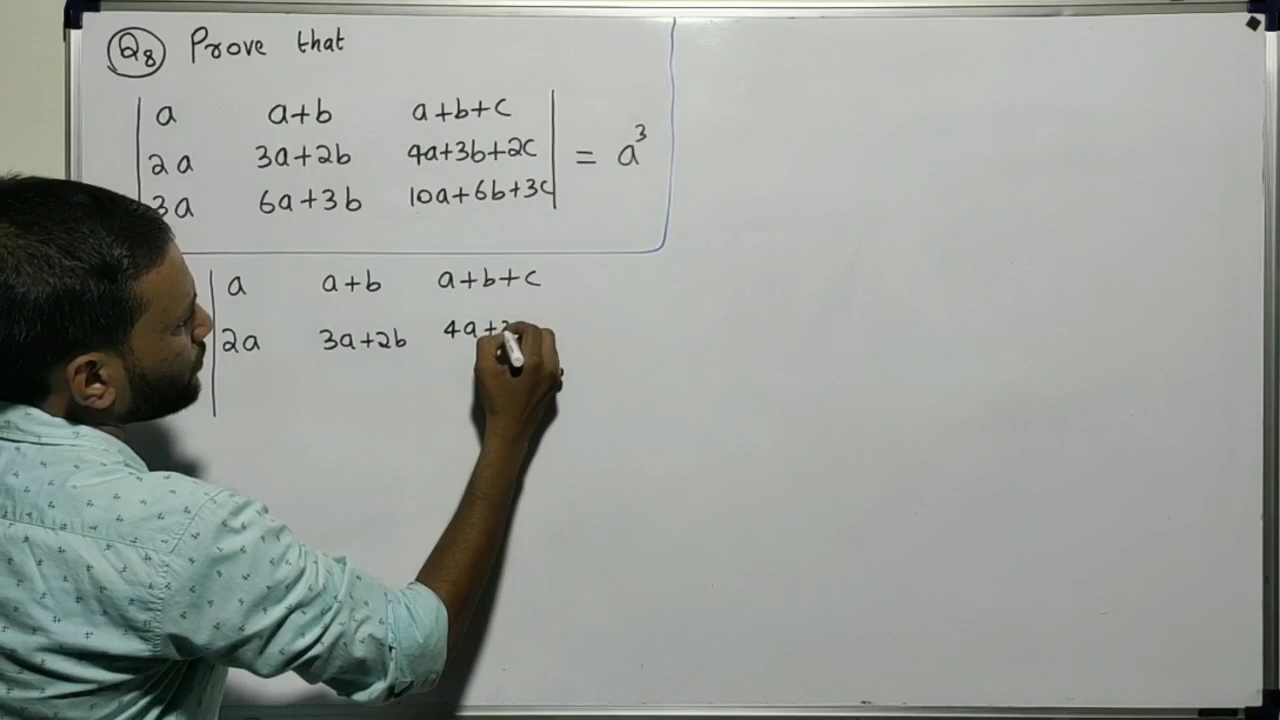 Q8 Prove that
a a+b a+b+c
2a 3a+2b 4a+3b+2c = a³
3a 6a+3b 10a+6b+3c
a a+b a+b+c
2a 3a+2b 4a+